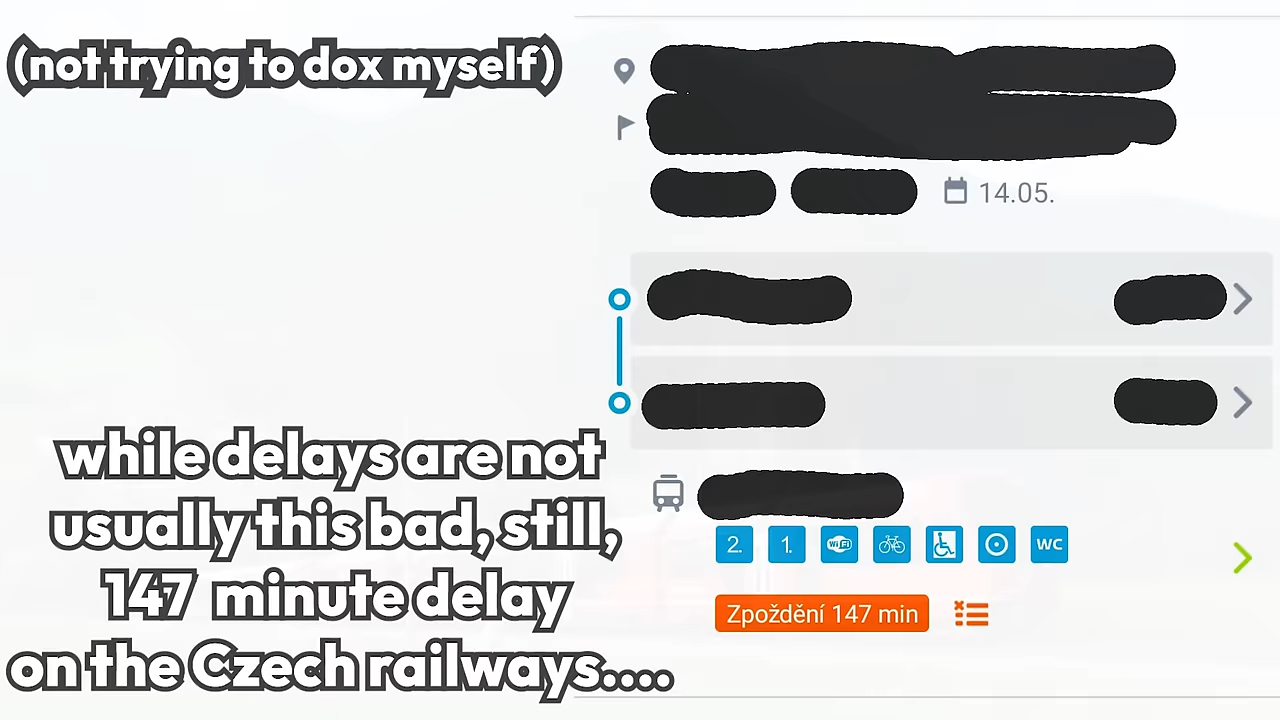 (not trying to dox myself)
14.05.
while delays are not
usually this bad, still,
147 minute delay
on the Czech railways....
2. 1. WiFi WC
Zpoždění 147 min